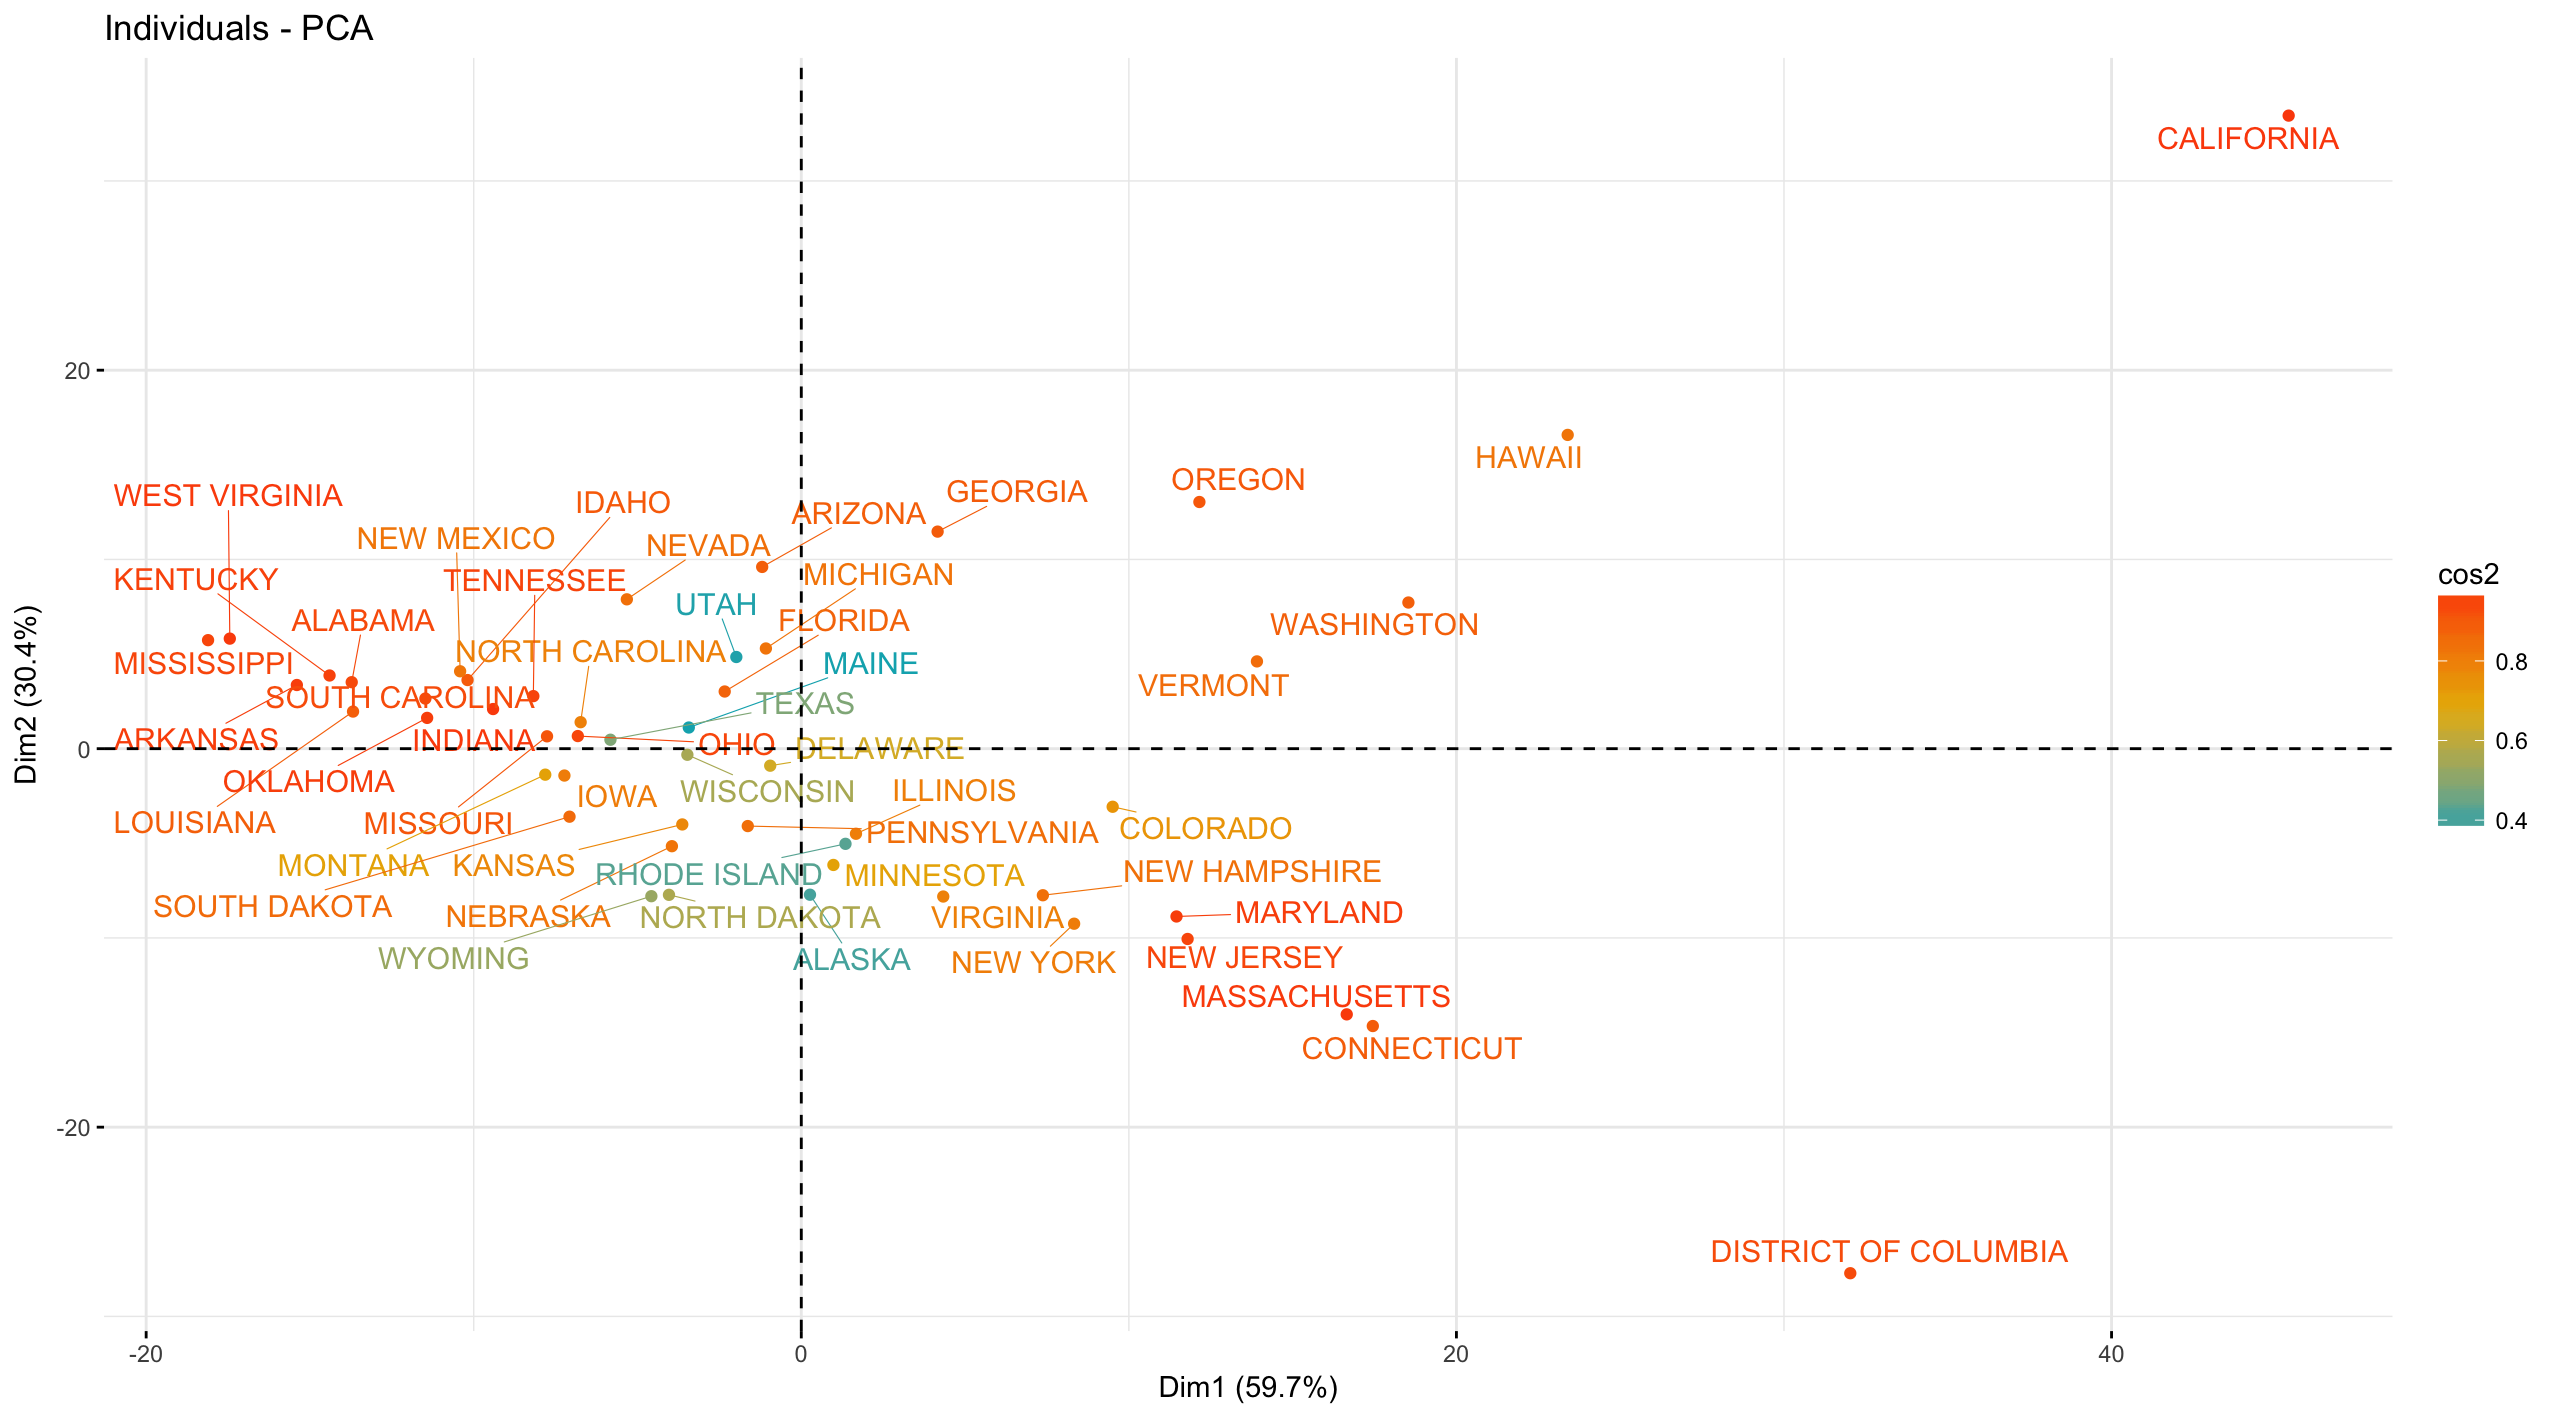 Individuals - PCA
CALIFORNIA
20
HAWAII
OREGON
GEORGIA
WEST VIRGINIA
IDAHO
ARIZONA
NEW MEXICO
NEVADA
KENTUCKY
TENNESSEE
MICHIGAN
UTAH
ALABAMA
FLORIDA
WASHINGTON
NORTH CAROLINA
MISSISSIPPI
MAINE
VERMONT
SOUTH CAROLINA
TEXAS
ARKANSAS
INDIANA
OHIO
DELAWARE
0
OKLAHOMA
WISCONSIN
ILLINOIS
IOWA
LOUISIANA
MISSOURI
PENNSYLVANIA
COLORADO
MONTANA
KANSAS
RHODE ISLAND
MINNESOTA
NEW HAMPSHIRE
SOUTH DAKOTA
NEBRASKA
NORTH DAKOTA
VIRGINIA
MARYLAND
WYOMING
ALASKA
NEW YORK
NEW JERSEY
MASSACHUSETTS
CONNECTICUT
-20
DISTRICT OF COLUMBIA
-20
0
20
40
Dim1 (59.7%)
Dim2 (30.4%)
cos2
0.8
0.6
0.4